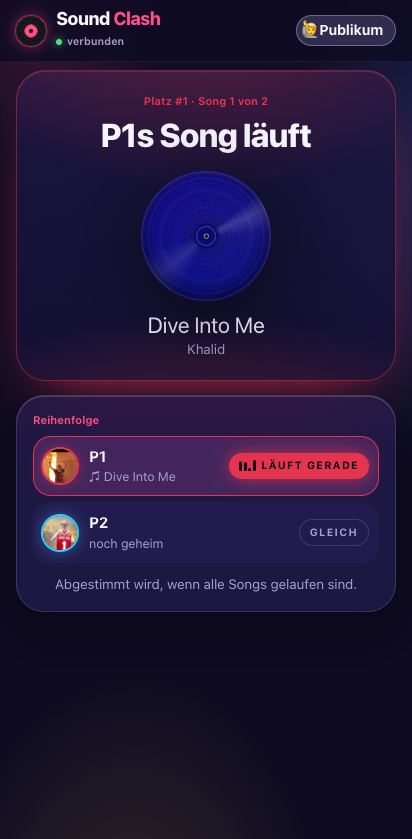 Sound Clash
verbunden
Publikum
Platz #1 · Song 1 von 2
P1s Song läuft
Dive Into Me
Khalid
Reihenfolge
P1
Dive Into Me
LÄUFT GERADE
P2
noch geheim
GLEICH
Abgestimmt wird, wenn alle Songs gelaufen sind.